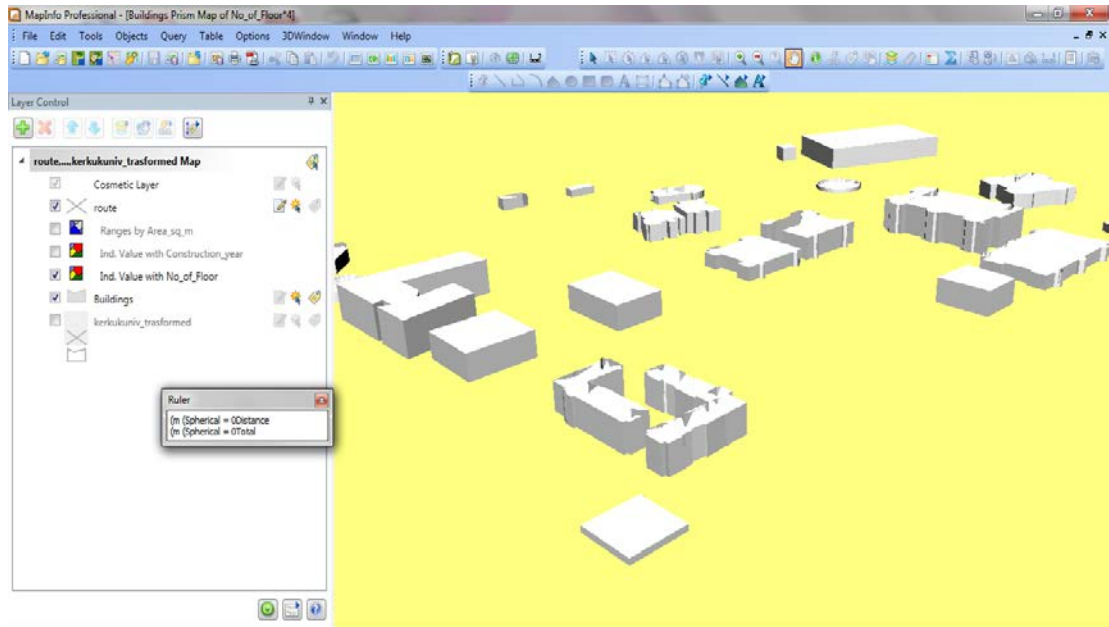 MapInfo Professional - [Buildings Prism Map of No_of_Floor*4]
File Edit Tools Objects Query Table Options 3DWindow Window Help
Layer Control
route.....kerkukuniv_trasformed Map
Cosmetic Layer
route
Ranges by Area_sq_m
Ind. Value with Construction_year
Ind. Value with No_of_Floor
Buildings
kerkukuniv_trasformed
Ruler
(m (Spherical = 0Distance
(m (Spherical = 0Total